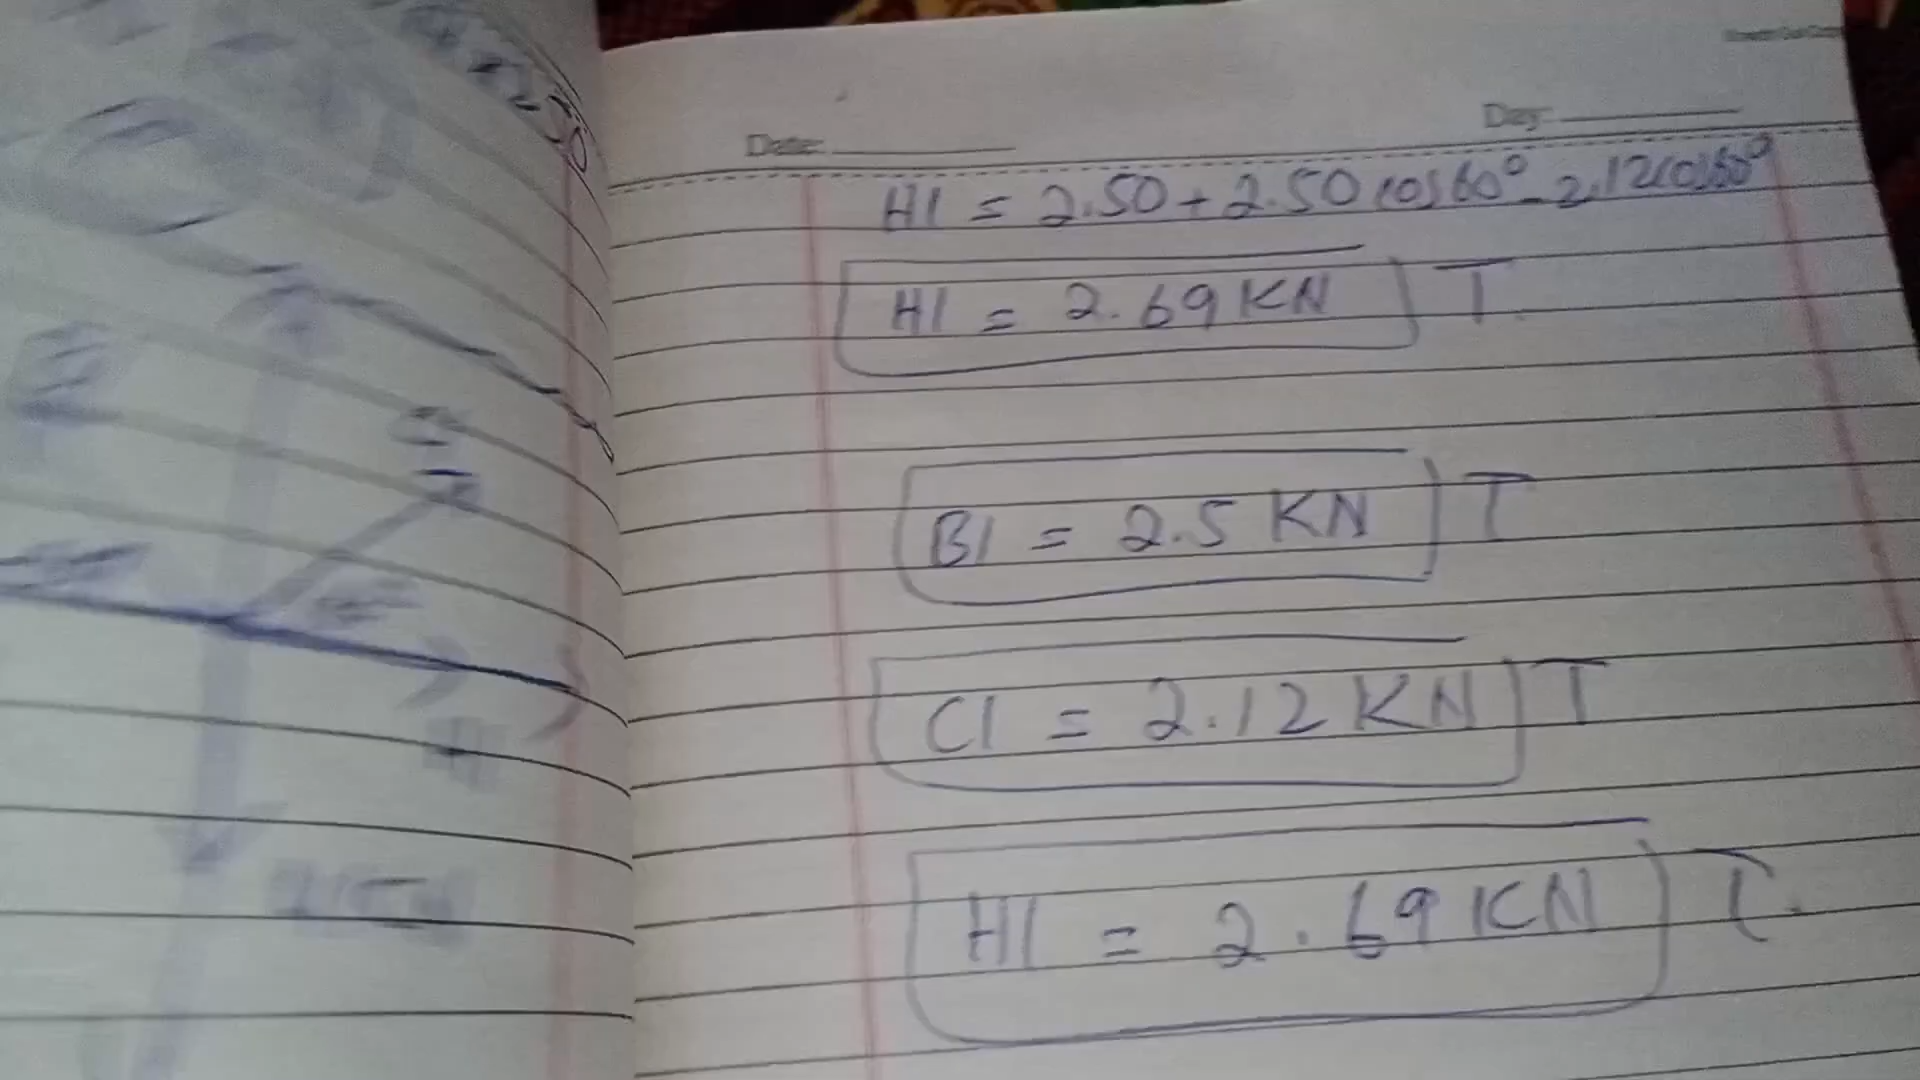 Date:
Day:
HI = 2.50 + 2.50 cos60° - 2.12cos60°
HI = 2.69 KN T.
BI = 2.5 KN T
CI = 2.12 KN T
HI = 2.69 KN T.